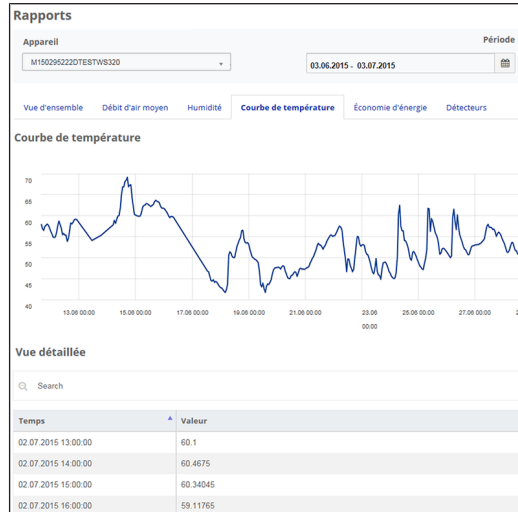 Rapports
Appareil
Période
M150295222DTESTWS320
03.06.2015 - 03.07.2015
Vue d'ensemble Débit d'air moyen Humidité Courbe de température Économie d'énergie Détecteurs
Courbe de température
70
65
60
55
50
45
40
13.06 00:00 15.06 00:00 17.06 00:00 19.06 00:00 21.06 00:00 23.06 00:00 25.06 00:00 27.06 00:00
Vue détaillée
Search
Temps Valeur
02.07.2015 13:00:00 60.1
02.07.2015 14:00:00 60.4675
02.07.2015 15:00:00 60.34045
02.07.2015 16:00:00 59.11765